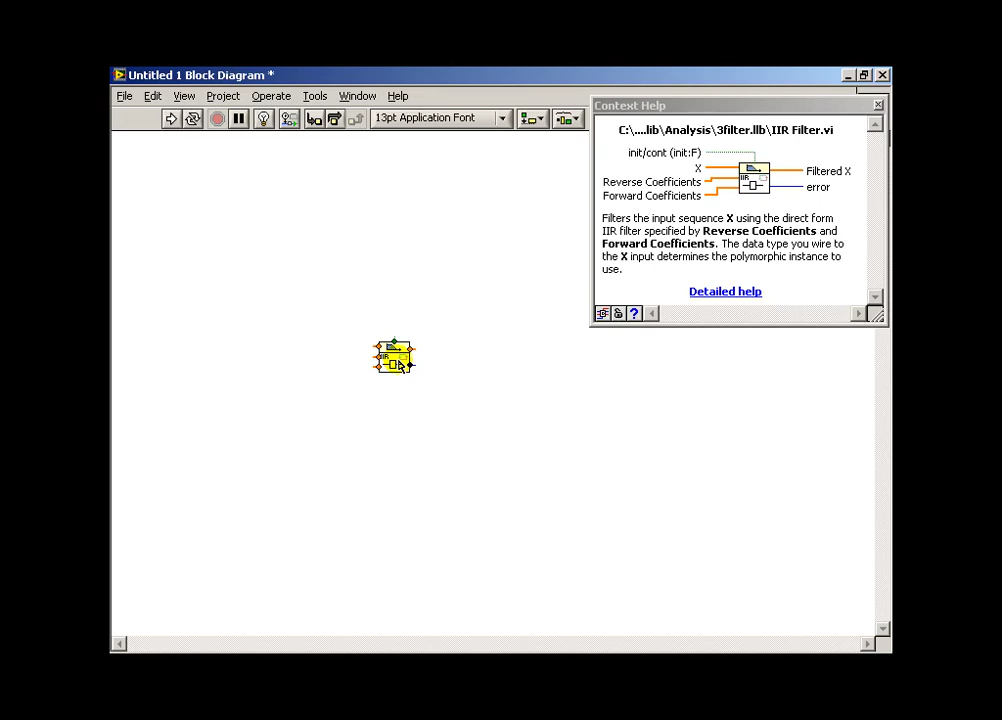 Untitled 1 Block Diagram *
File Edit View Project Operate Tools Window Help
13pt Application Font
Context Help
C:\....lib\Analysis\3filter.llb\IIR Filter.vi
init/cont (init:F)
X
Reverse Coefficients
Forward Coefficients
IIR
Filtered X
error
Filters the input sequence X using the direct form
IIR filter specified by Reverse Coefficients and
Forward Coefficients. The data type you wire to
the X input determines the polymorphic instance to
use.
Detailed help
?
IIR